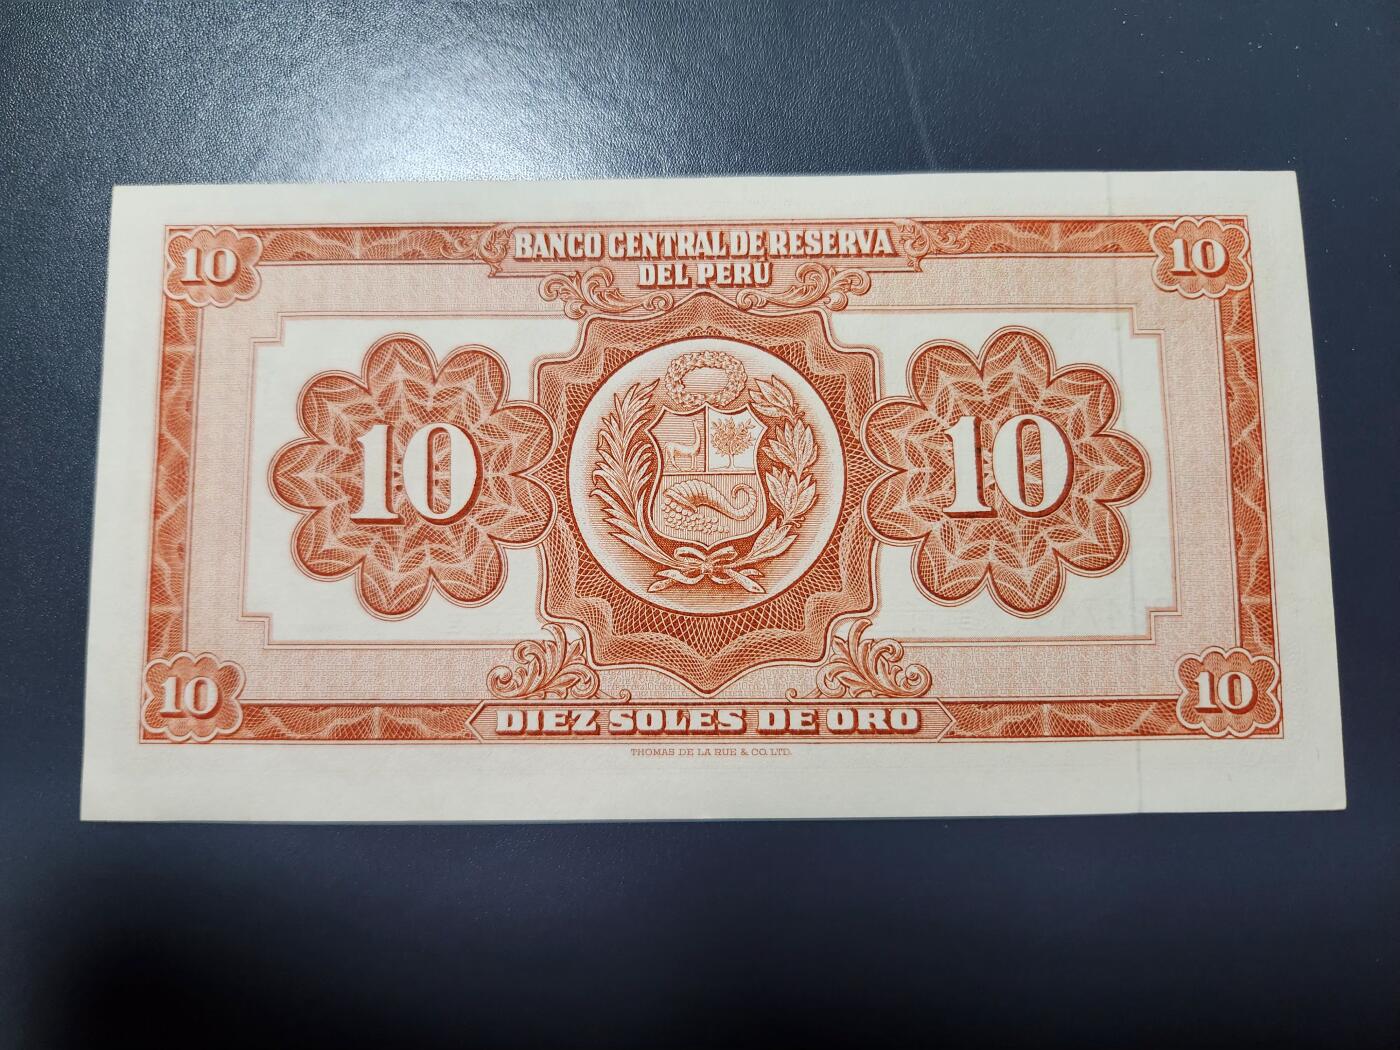 10
BANCO CENTRAL DE RESERVA
DEL PERÚ
10
10
10
10
DIEZ SOLES DE ORO
10
THOMAS DE LA RUE & CO. LTD.